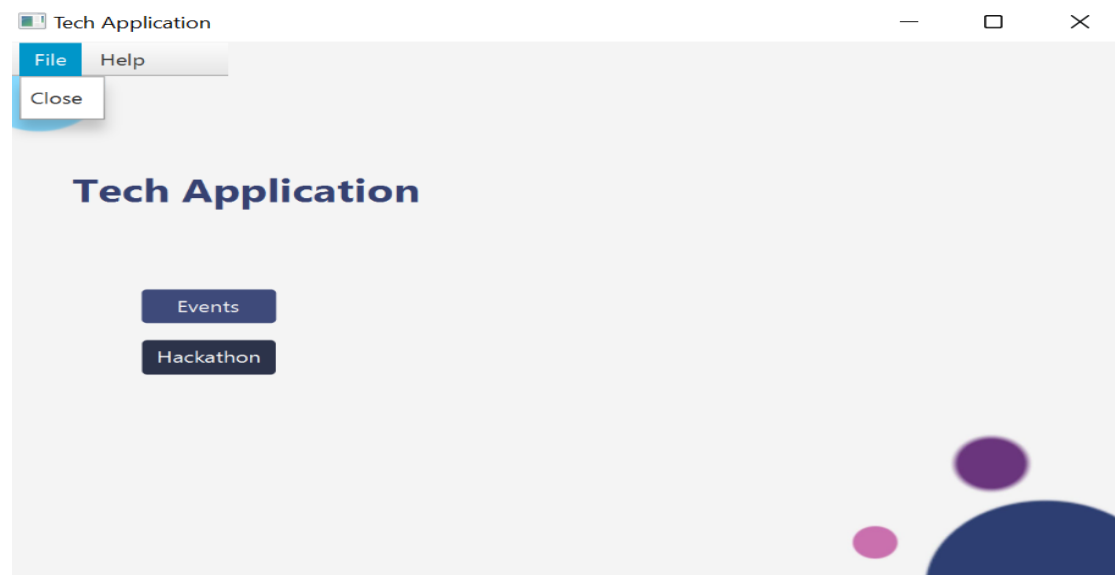 Tech Application
File Help
Close
Tech Application
Events
Hackathon